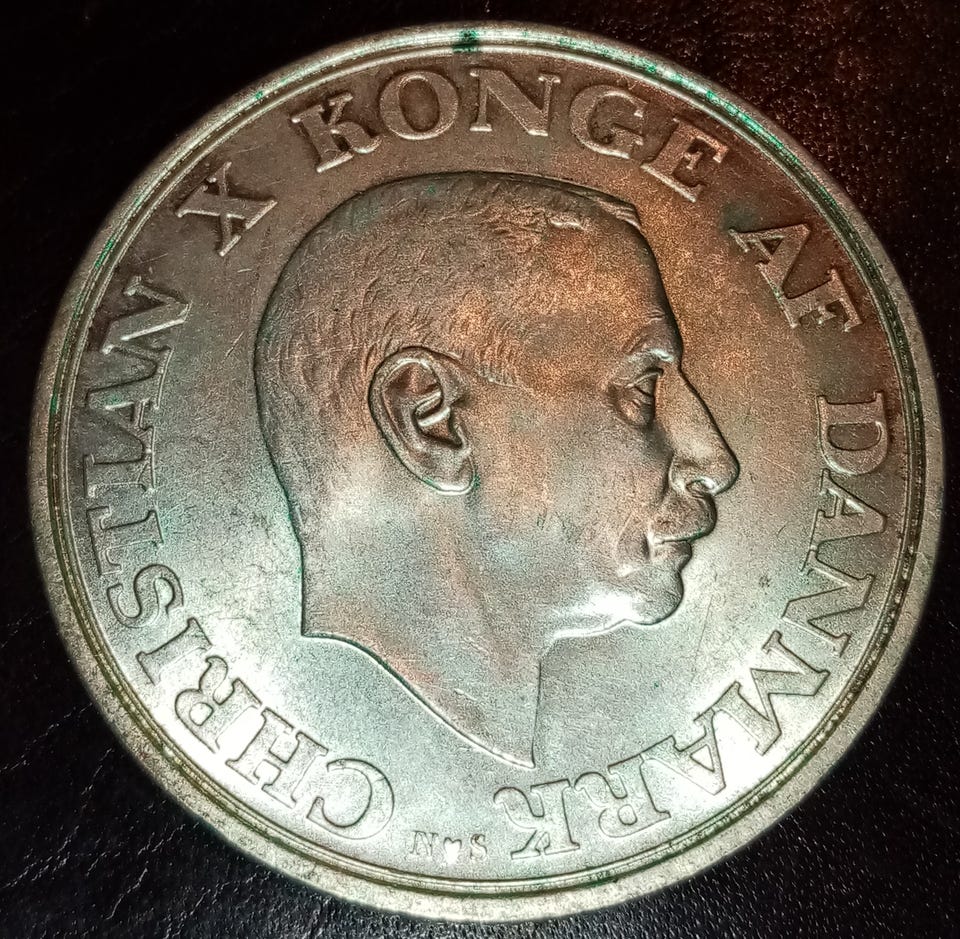 CHRISTIAN X KONGE AF DANMARK
N♥S